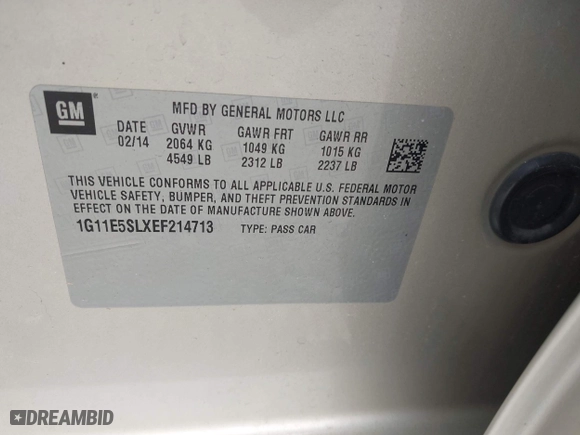 GM
MFD BY GENERAL MOTORS LLC
DATE GVWR GAWR FRT GAWR RR
02/14 2064 KG 1049 KG 1015 KG
4549 LB 2312 LB 2237 LB
THIS VEHICLE CONFORMS TO ALL APPLICABLE U.S. FEDERAL MOTOR
VEHICLE SAFETY, BUMPER, AND THEFT PREVENTION STANDARDS IN
EFFECT ON THE DATE OF MANUFACTURE SHOWN ABOVE.
1G11E5SLXEF214713 TYPE: PASS CAR
DREAMBID